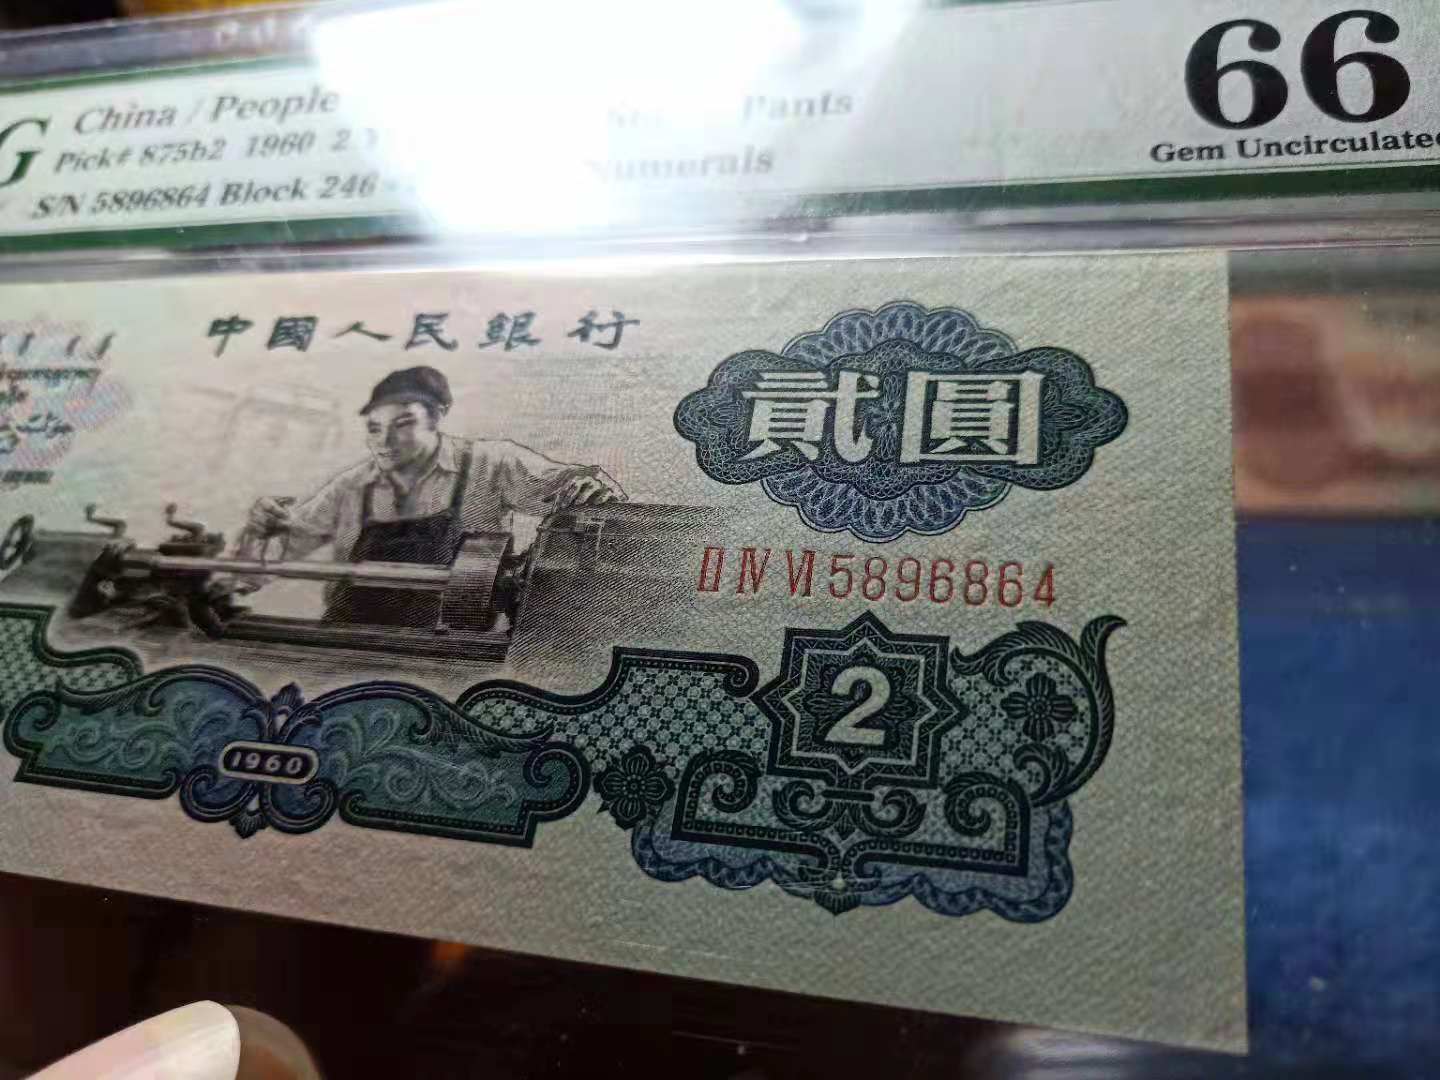 G China / People Pants 66
Pick# 875b2 1960 2 Numerals Gem Uncirculated
S/N 5896864 Block 246
中國人民銀行
貳圓
ⅡⅣⅥ5896864
2
1960